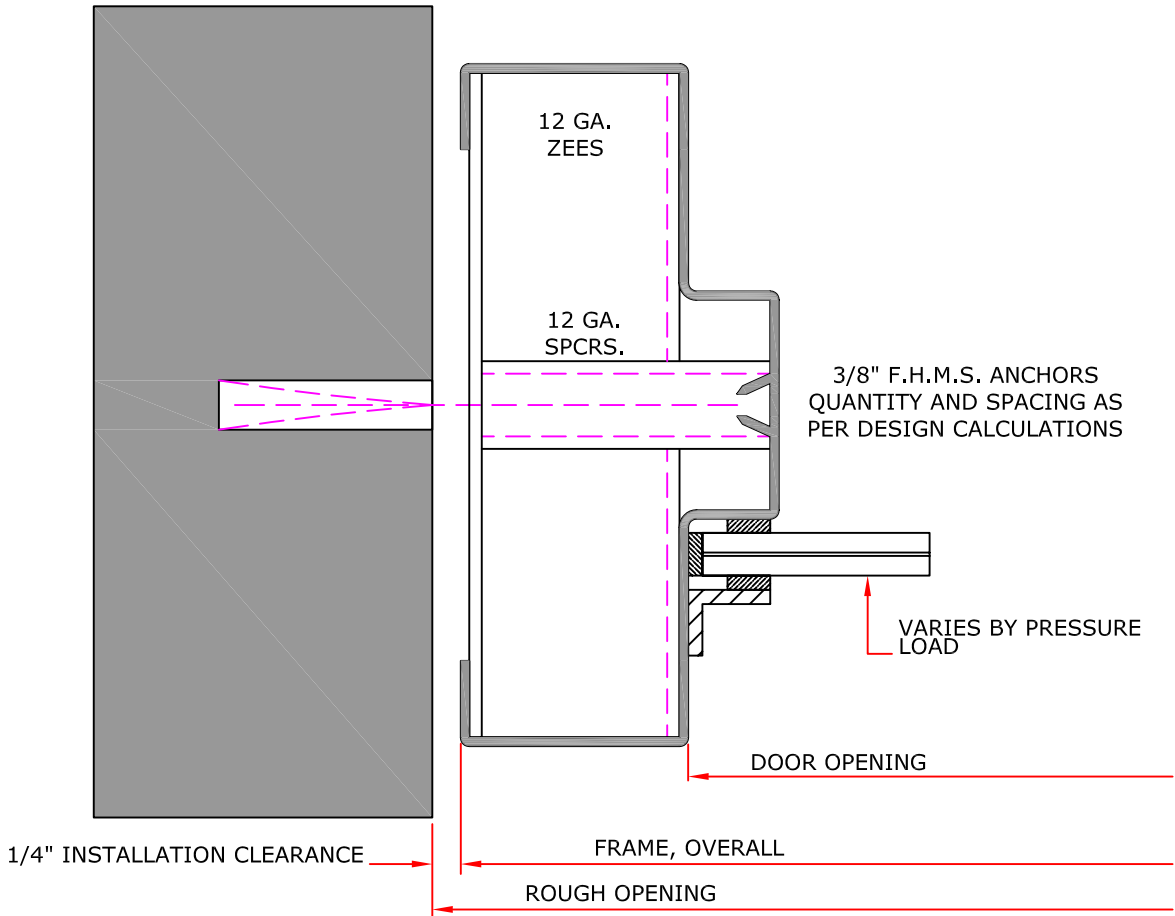 12 GA.
ZEES
12 GA.
SPCRS.
3/8" F.H.M.S. ANCHORS
QUANTITY AND SPACING AS
PER DESIGN CALCULATIONS
VARIES BY PRESSURE
LOAD
DOOR OPENING
1/4" INSTALLATION CLEARANCE
FRAME, OVERALL
ROUGH OPENING